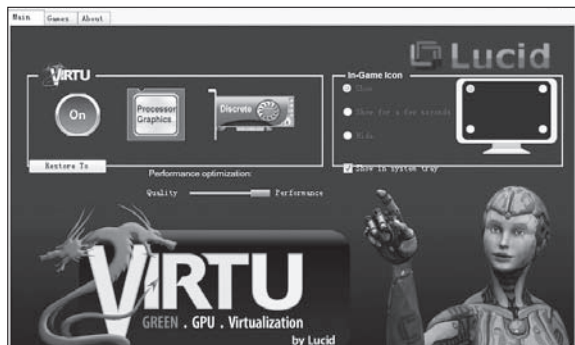 Main Games About
Lucid
VIRTU
In-Game Icon
On
Processor Graphics
Discrete
Show
Show for a few seconds
Hide
Restore To
Show in system tray
Performance optimization:
Quality Performance
VIRTU
GREEN . GPU . Virtualization
by Lucid